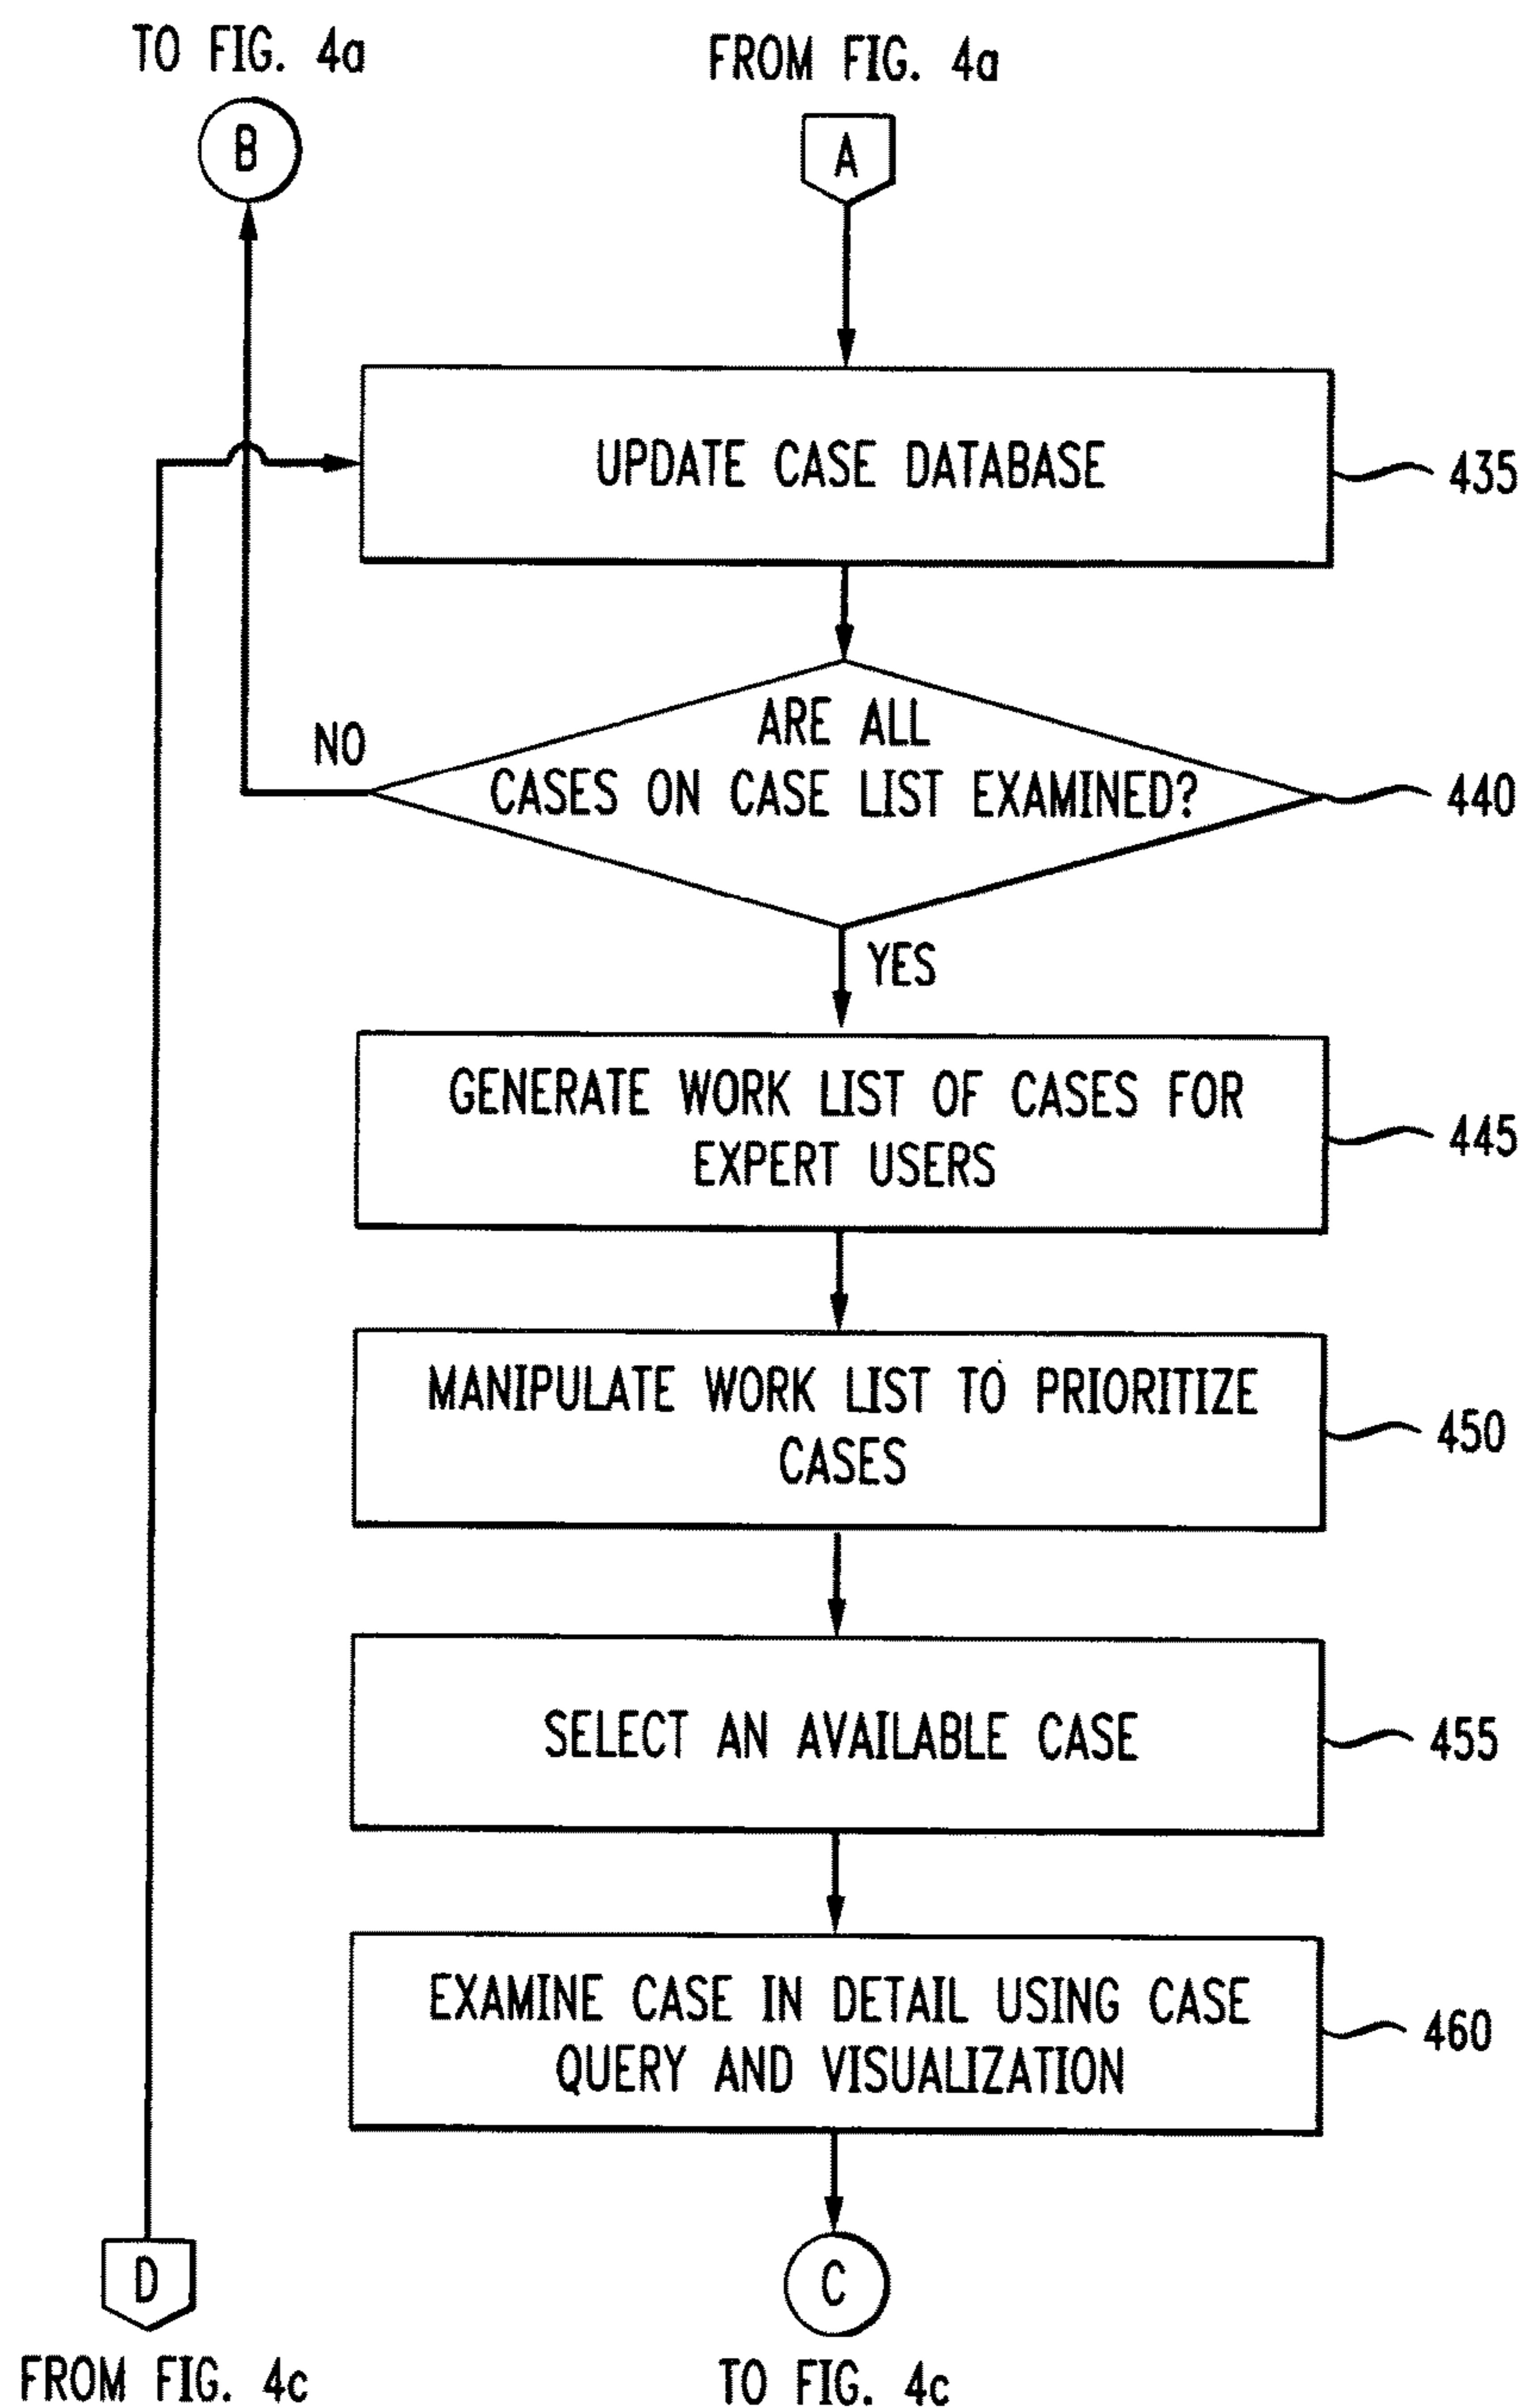 TO FIG. 4a
FROM FIG. 4a
B
A
UPDATE CASE DATABASE
435
ARE ALL
NO
CASES ON CASE LIST EXAMINED?
440
YES
GENERATE WORK LIST OF CASES FOR
EXPERT USERS
445
MANIPULATE WORK LIST TO PRIORITIZE
CASES
450
SELECT AN AVAILABLE CASE
455
EXAMINE CASE IN DETAIL USING CASE
QUERY AND VISUALIZATION
460
D
C
FROM FIG. 4c
TO FIG. 4c